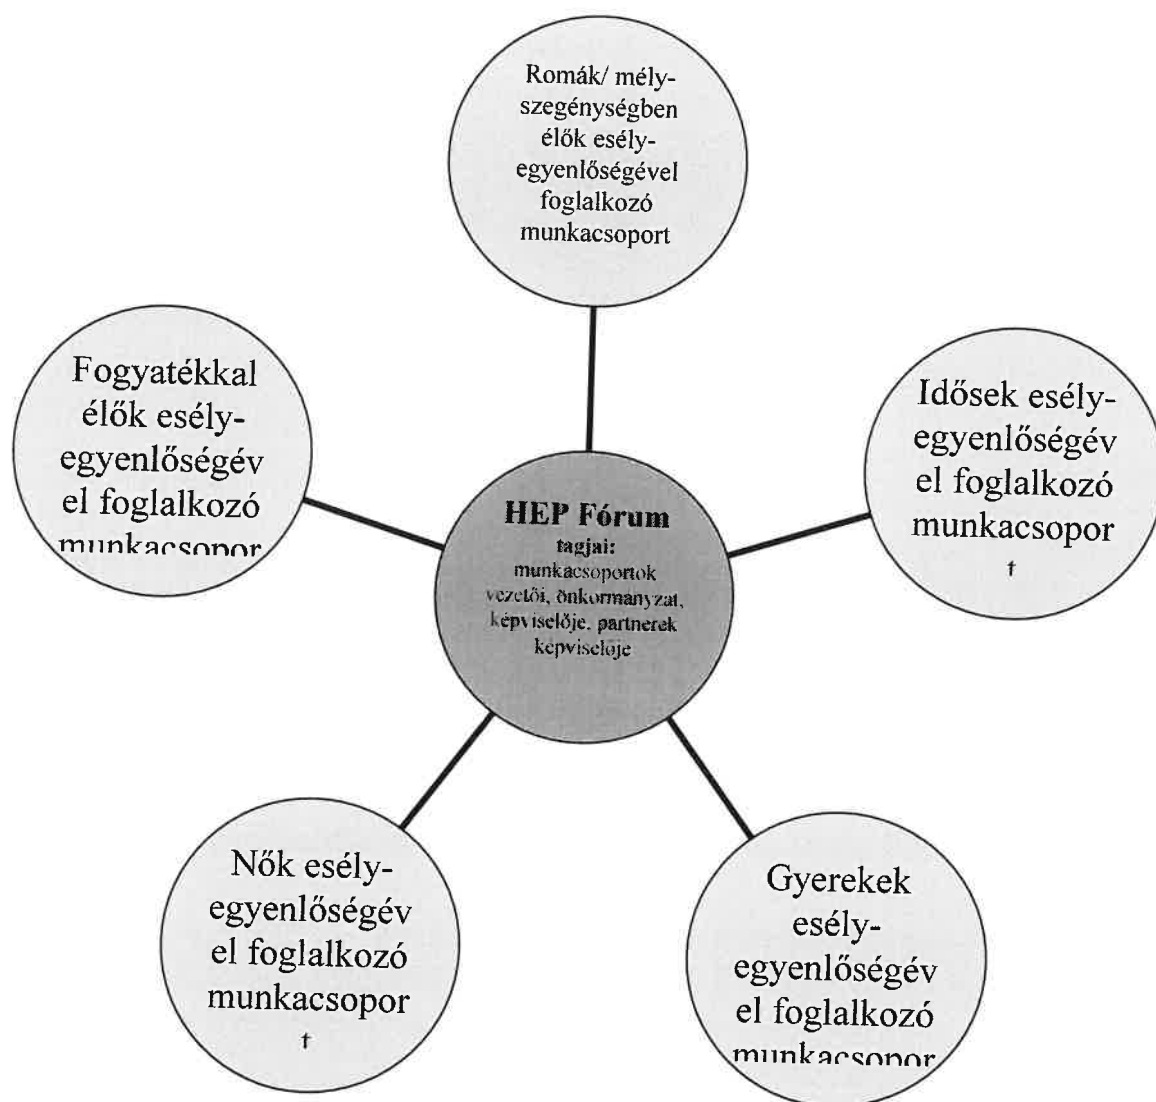 Romák/ mély-
szegénységben
élők esély-
egyenlőségével
foglalkozó
munkacsoport
Fogyatékkal
élők esély-
egyenlőségév
el foglalkozó
munkacsopor
Idősek esély-
egyenlőségév
el foglalkozó
munkacsopor
t
HEP Fórum
tagjai:
munkacsoportok
vezetői, önkormanyzat,
képviselője, partnerek
képviselője
Nők esély-
egyenlőségév
el foglalkozó
munkacsopor
t
Gyerekek
esély-
egyenlőségév
el foglalkozó
munkacsopor